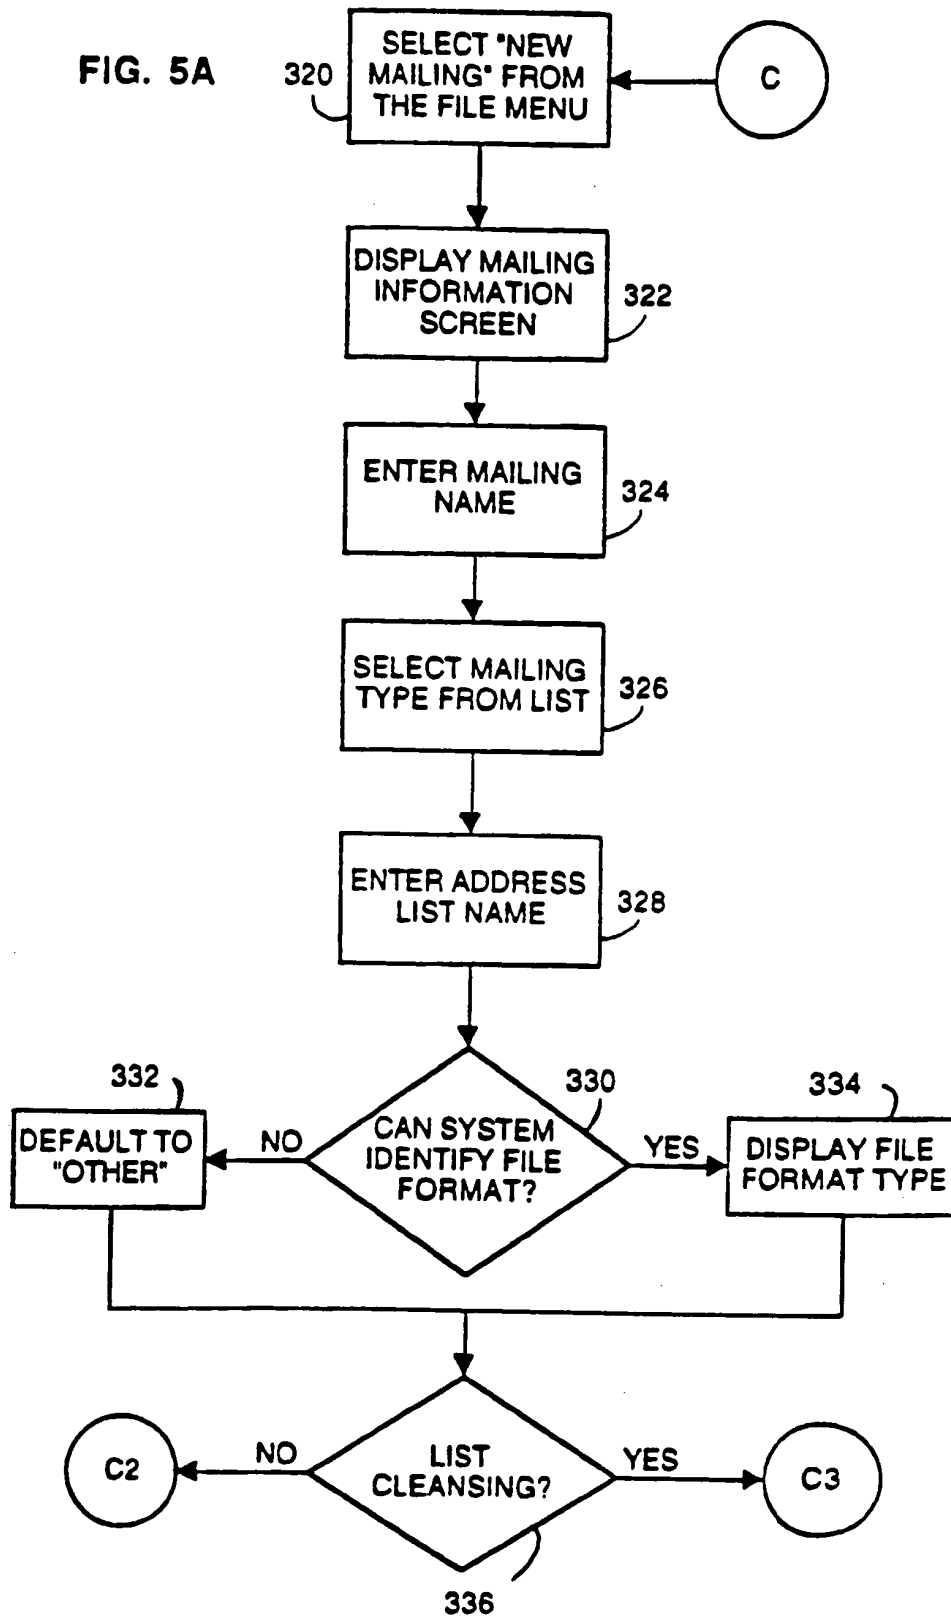 FIG. 5A
320
SELECT "NEW
MAILING" FROM
THE FILE MENU
C
DISPLAY MAILING
INFORMATION
SCREEN
322
ENTER MAILING
NAME
324
SELECT MAILING
TYPE FROM LIST
326
ENTER ADDRESS
LIST NAME
328
332
330
334
DEFAULT TO
"OTHER"
NO
CAN SYSTEM
IDENTIFY FILE
FORMAT?
YES
DISPLAY FILE
FORMAT TYPE
C2
NO
LIST
CLEANSING?
YES
C3
336